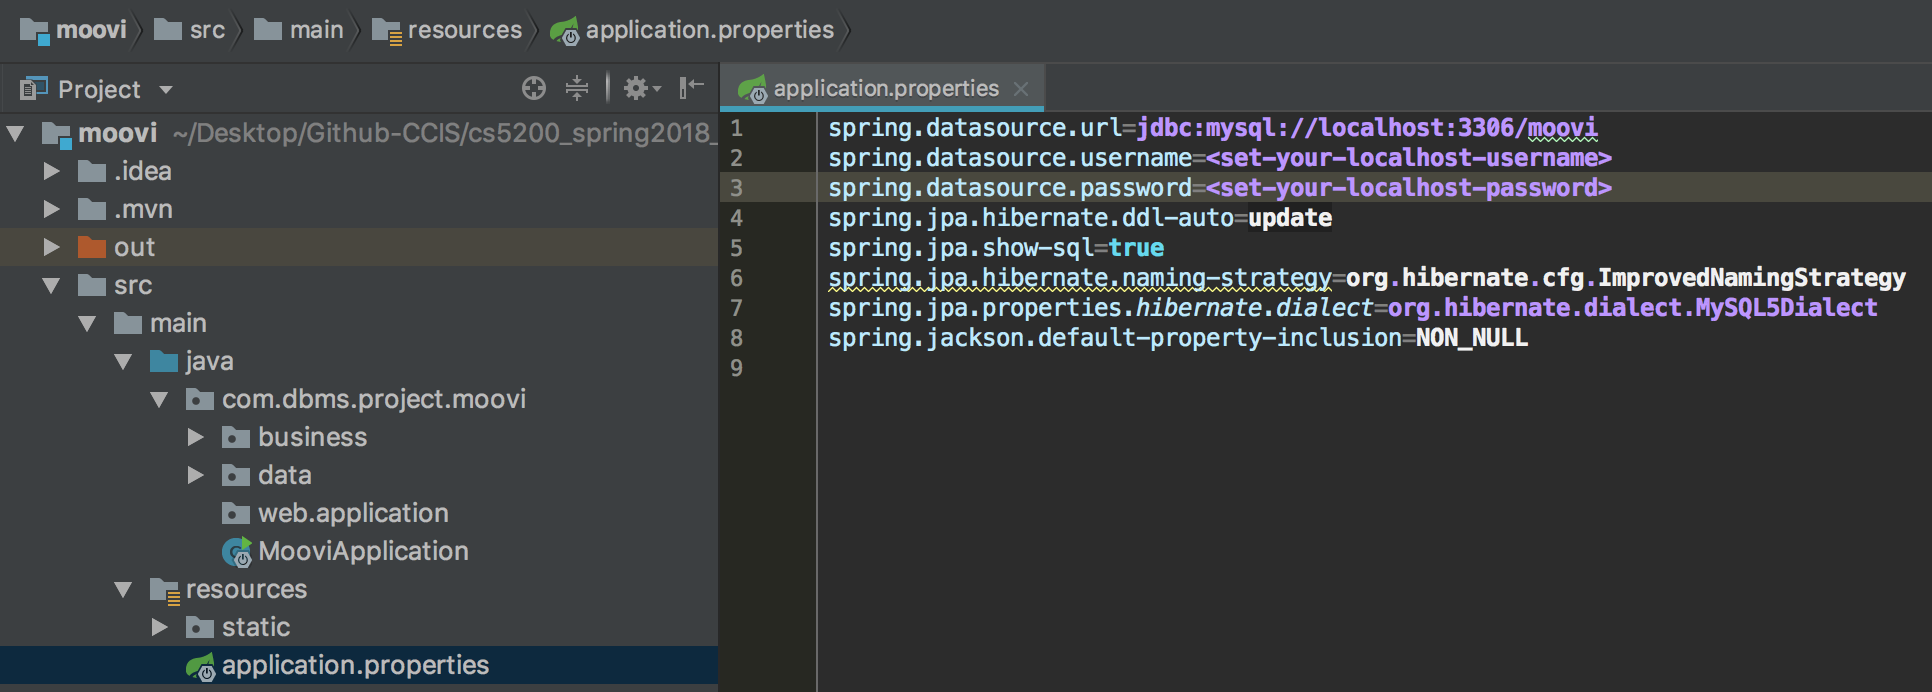 moovi src main resources application.properties
Project
application.properties
moovi ~/Desktop/Github-CCIS/cs5200_spring2018_
.idea
.mvn
out
src
main
java
com.dbms.project.moovi
business
data
web.application
MooviApplication
resources
static
application.properties
1 spring.datasource.url=jdbc:mysql://localhost:3306/moovi
2 spring.datasource.username=<set-your-localhost-username>
3 spring.datasource.password=<set-your-localhost-password>
4 spring.jpa.hibernate.ddl-auto=update
5 spring.jpa.show-sql=true
6 spring.jpa.hibernate.naming-strategy=org.hibernate.cfg.ImprovedNamingStrategy
7 spring.jpa.properties.hibernate.dialect=org.hibernate.dialect.MySQL5Dialect
8 spring.jackson.default-property-inclusion=NON_NULL
9